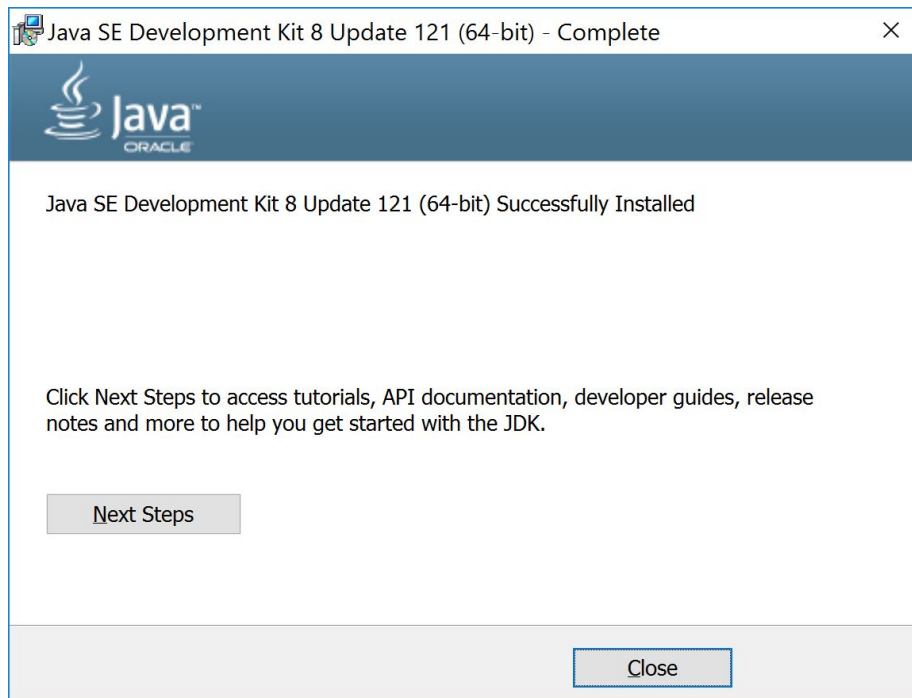 Java SE Development Kit 8 Update 121 (64-bit) - Complete
Java™
ORACLE
Java SE Development Kit 8 Update 121 (64-bit) Successfully Installed
Click Next Steps to access tutorials, API documentation, developer guides, release
notes and more to help you get started with the JDK.
Next Steps
Close